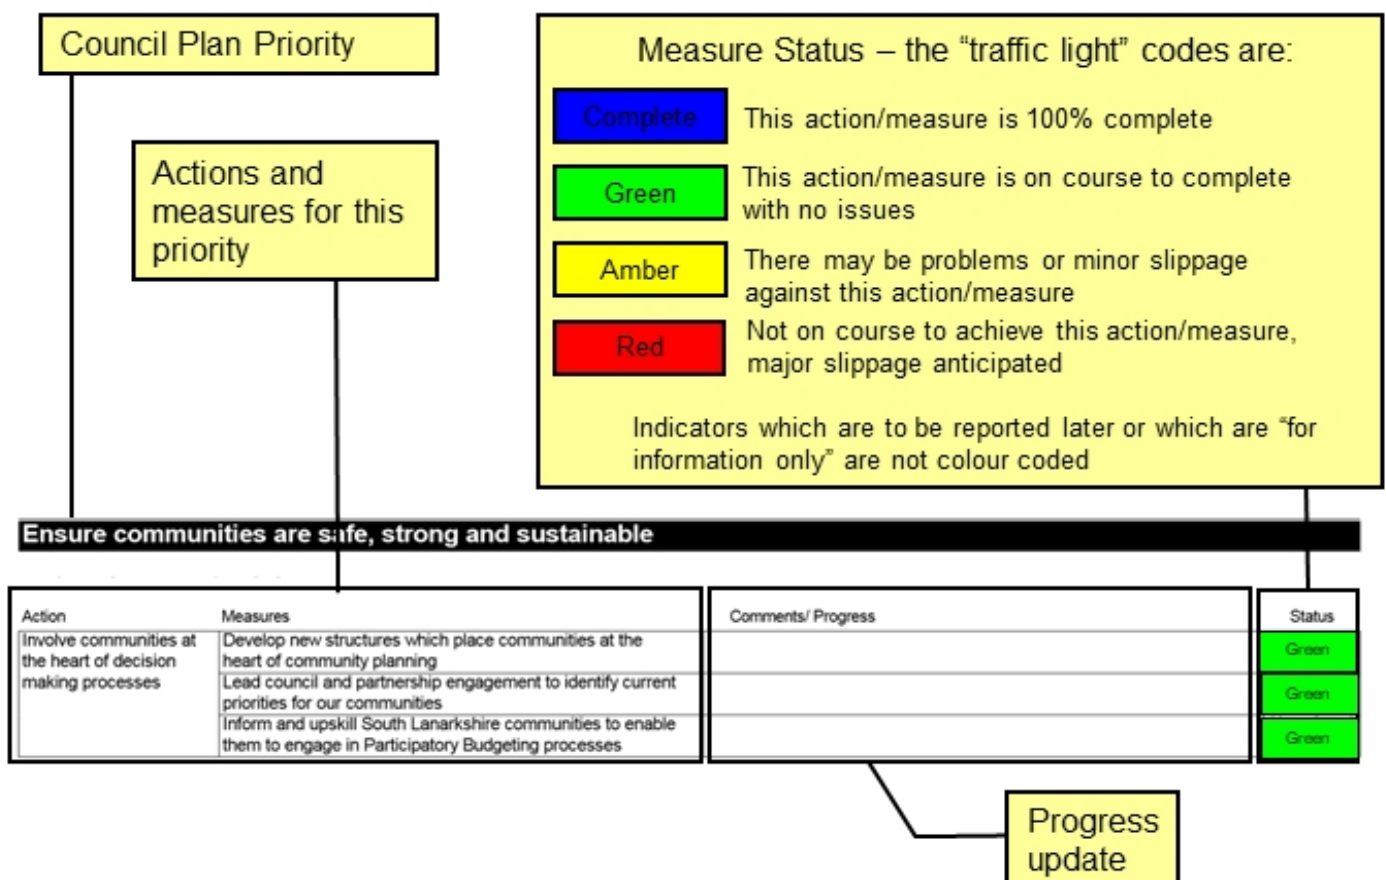 Council Plan Priority
Actions and
measures for this
priority
Measure Status – the “traffic light” codes are:
Complete
This action/measure is 100% complete
Green
This action/measure is on course to complete
with no issues
Amber
There may be problems or minor slippage
against this action/measure
Red
Not on course to achieve this action/measure,
major slippage anticipated
Indicators which are to be reported later or which are “for
information only” are not colour coded
Ensure communities are safe, strong and sustainable
Action
Measures
Comments/ Progress
Status
Involve communities at
the heart of decision
making processes
Develop new structures which place communities at the
heart of community planning
Green
Lead council and partnership engagement to identify current
priorities for our communities
Green
Inform and upskill South Lanarkshire communities to enable
them to engage in Participatory Budgeting processes
Green
Progress
update